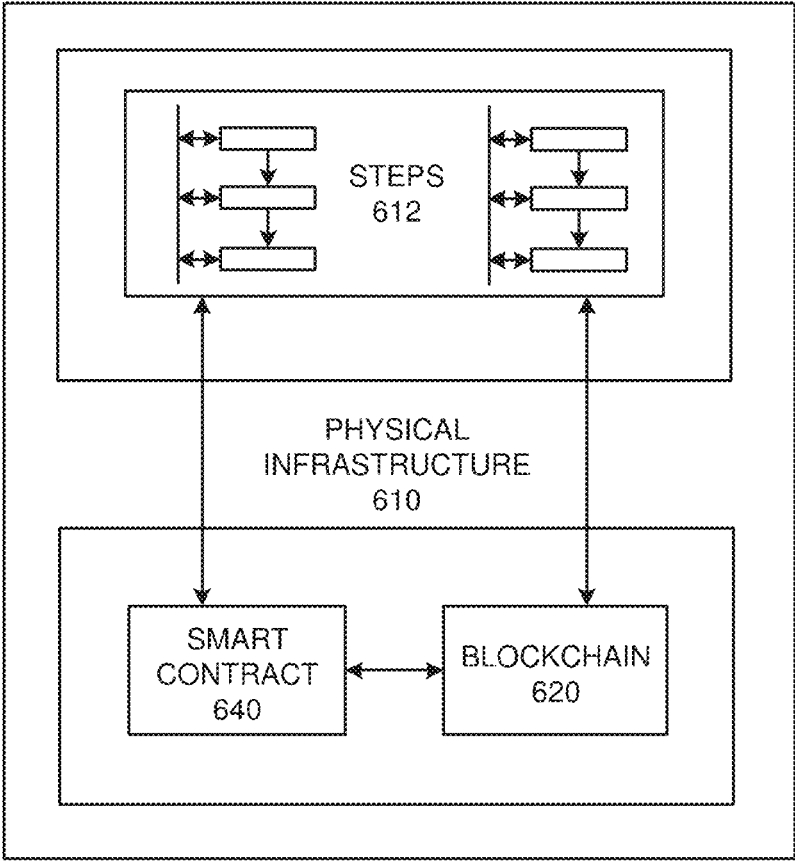 STEPS
612
PHYSICAL
INFRASTRUCTURE
610
SMART
CONTRACT
640
BLOCKCHAIN
620